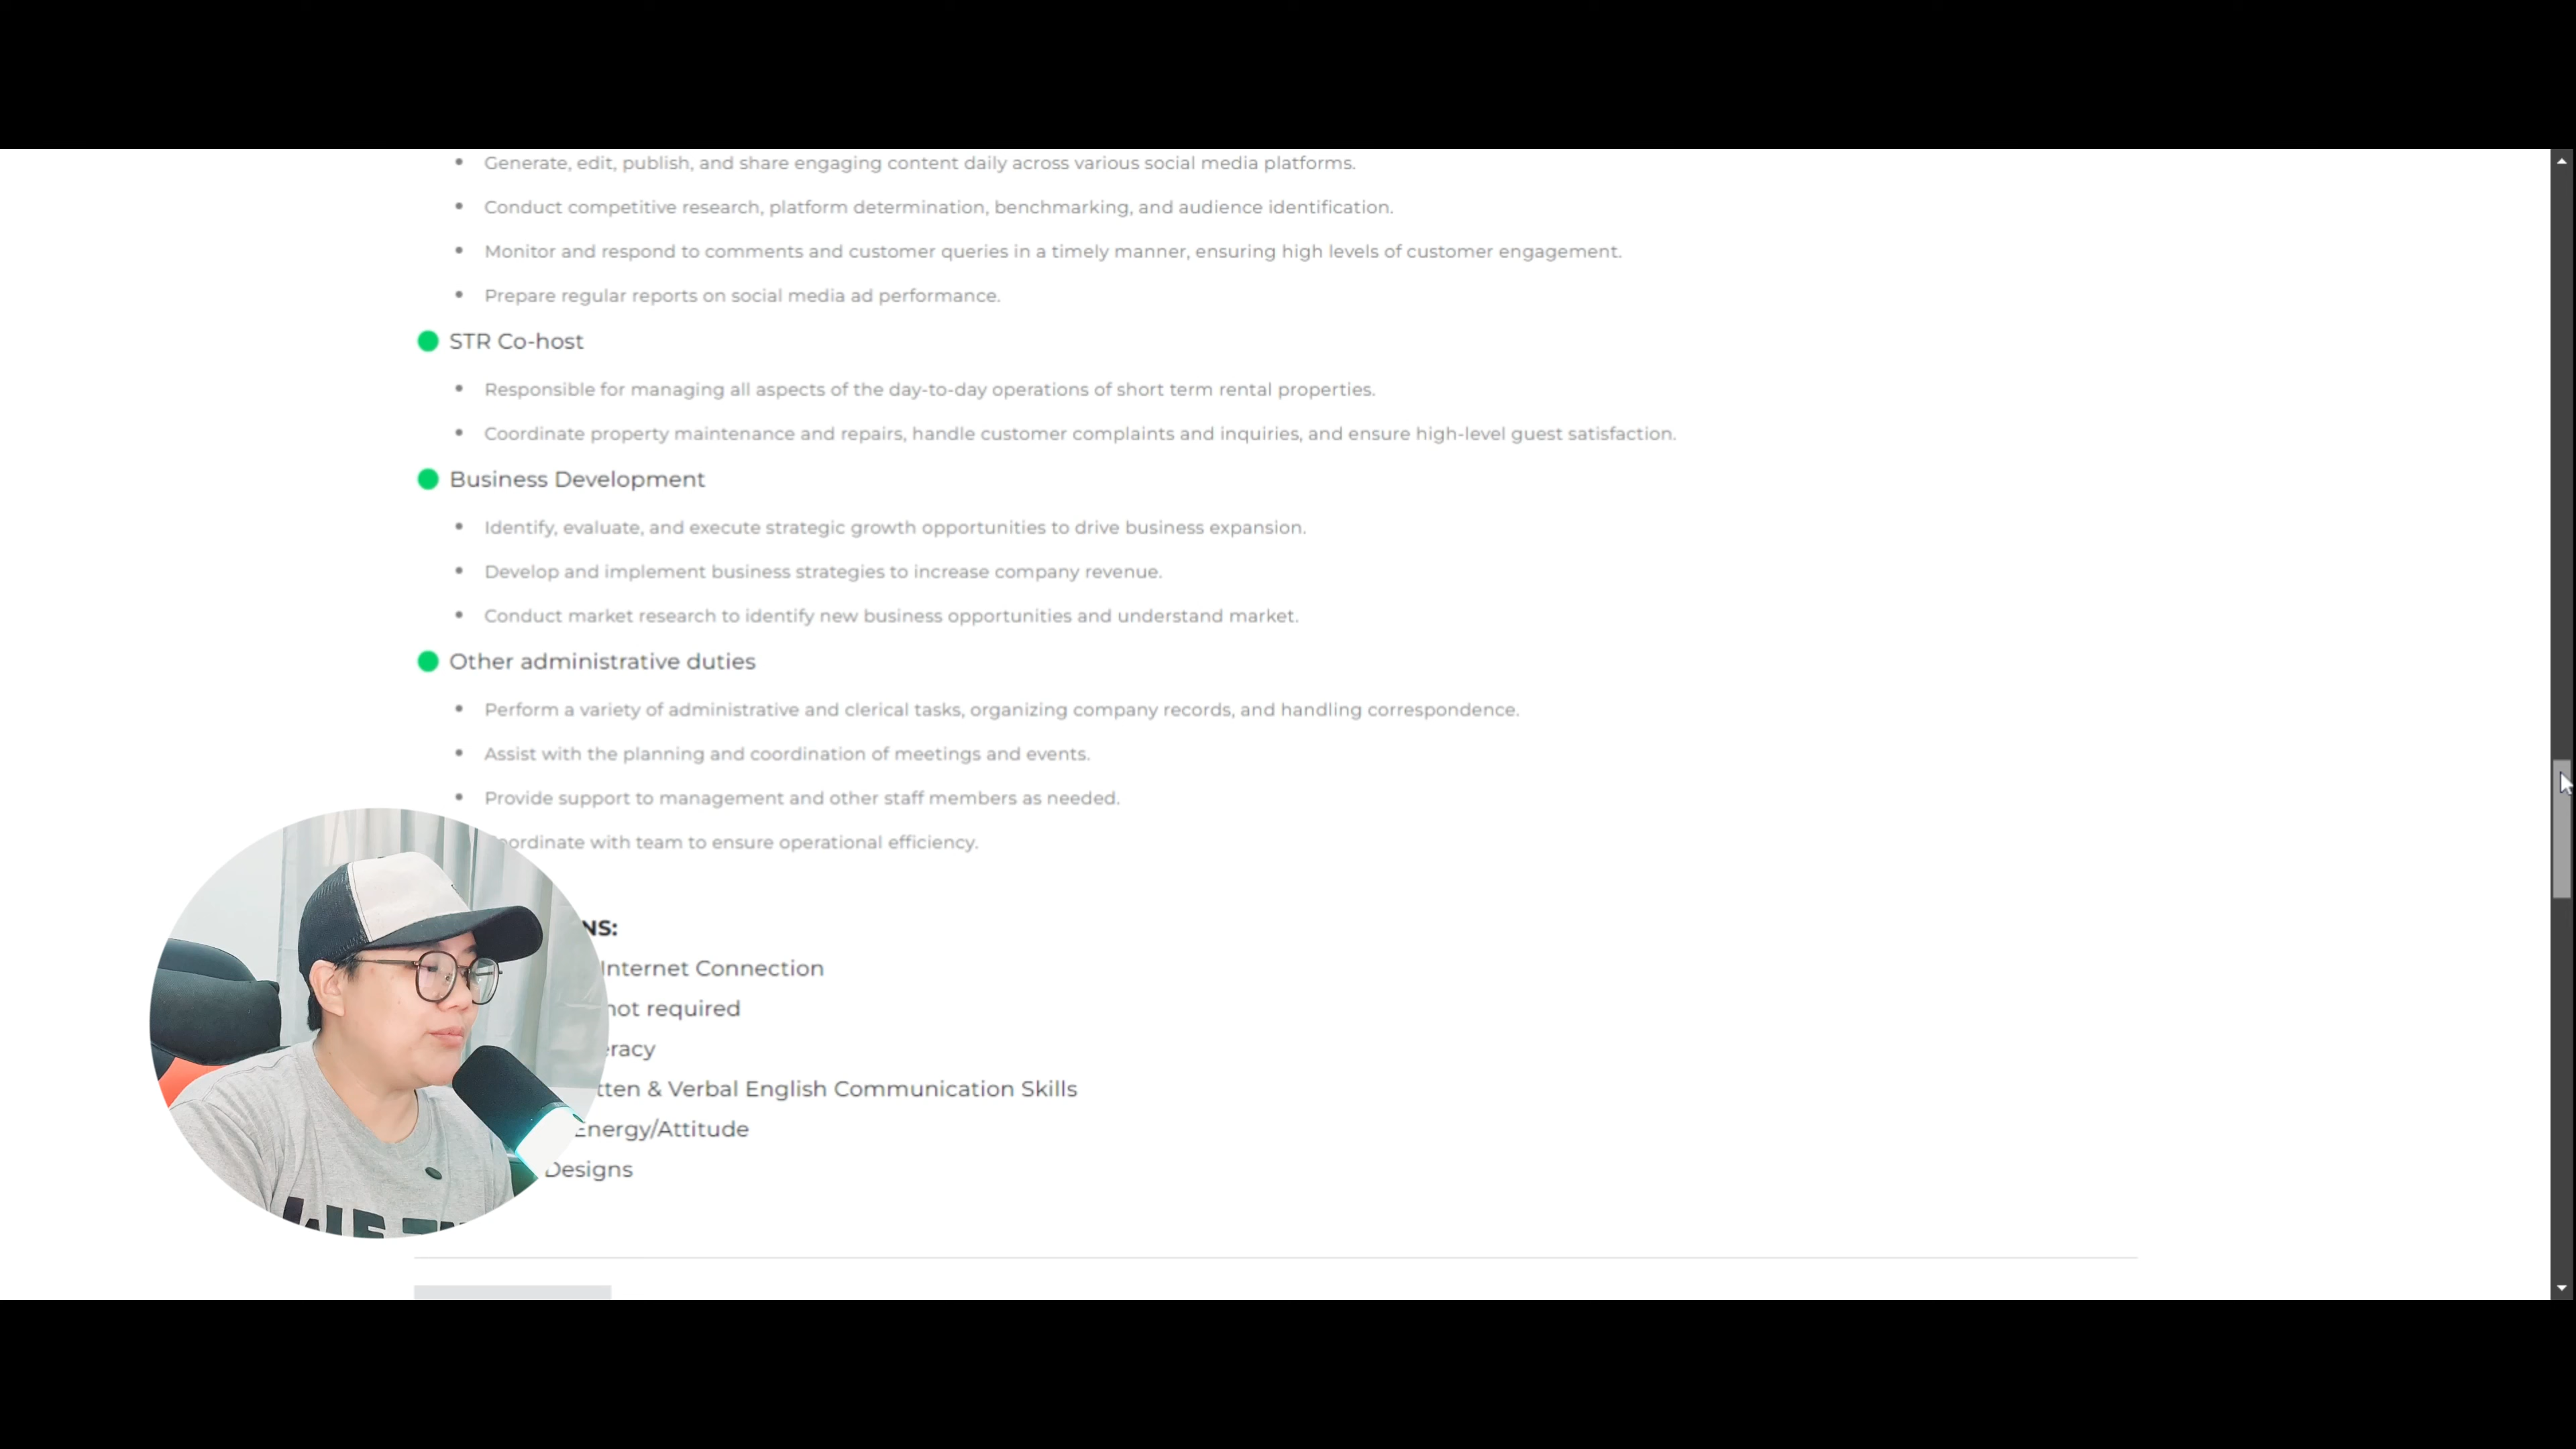 Generate, edit, publish, and share engaging content daily across various social media platforms.
Conduct competitive research, platform determination, benchmarking, and audience identification.
Monitor and respond to comments and customer queries in a timely manner, ensuring high levels of customer engagement.
Prepare regular reports on social media ad performance.
STR Co-host
Responsible for managing all aspects of the day-to-day operations of short term rental properties.
Coordinate property maintenance and repairs, handle customer complaints and inquiries, and ensure high-level guest satisfaction.
Business Development
Identify, evaluate, and execute strategic growth opportunities to drive business expansion.
Develop and implement business strategies to increase company revenue.
Conduct market research to identify new business opportunities and understand market.
Other administrative duties
Perform a variety of administrative and clerical tasks, organizing company records, and handling correspondence.
Assist with the planning and coordination of meetings and events.
Provide support to management and other staff members as needed.
oordinate with team to ensure operational efficiency.
NS:
Internet Connection
not required
eracy
tten & Verbal English Communication Skills
Energy/Attitude
Designs